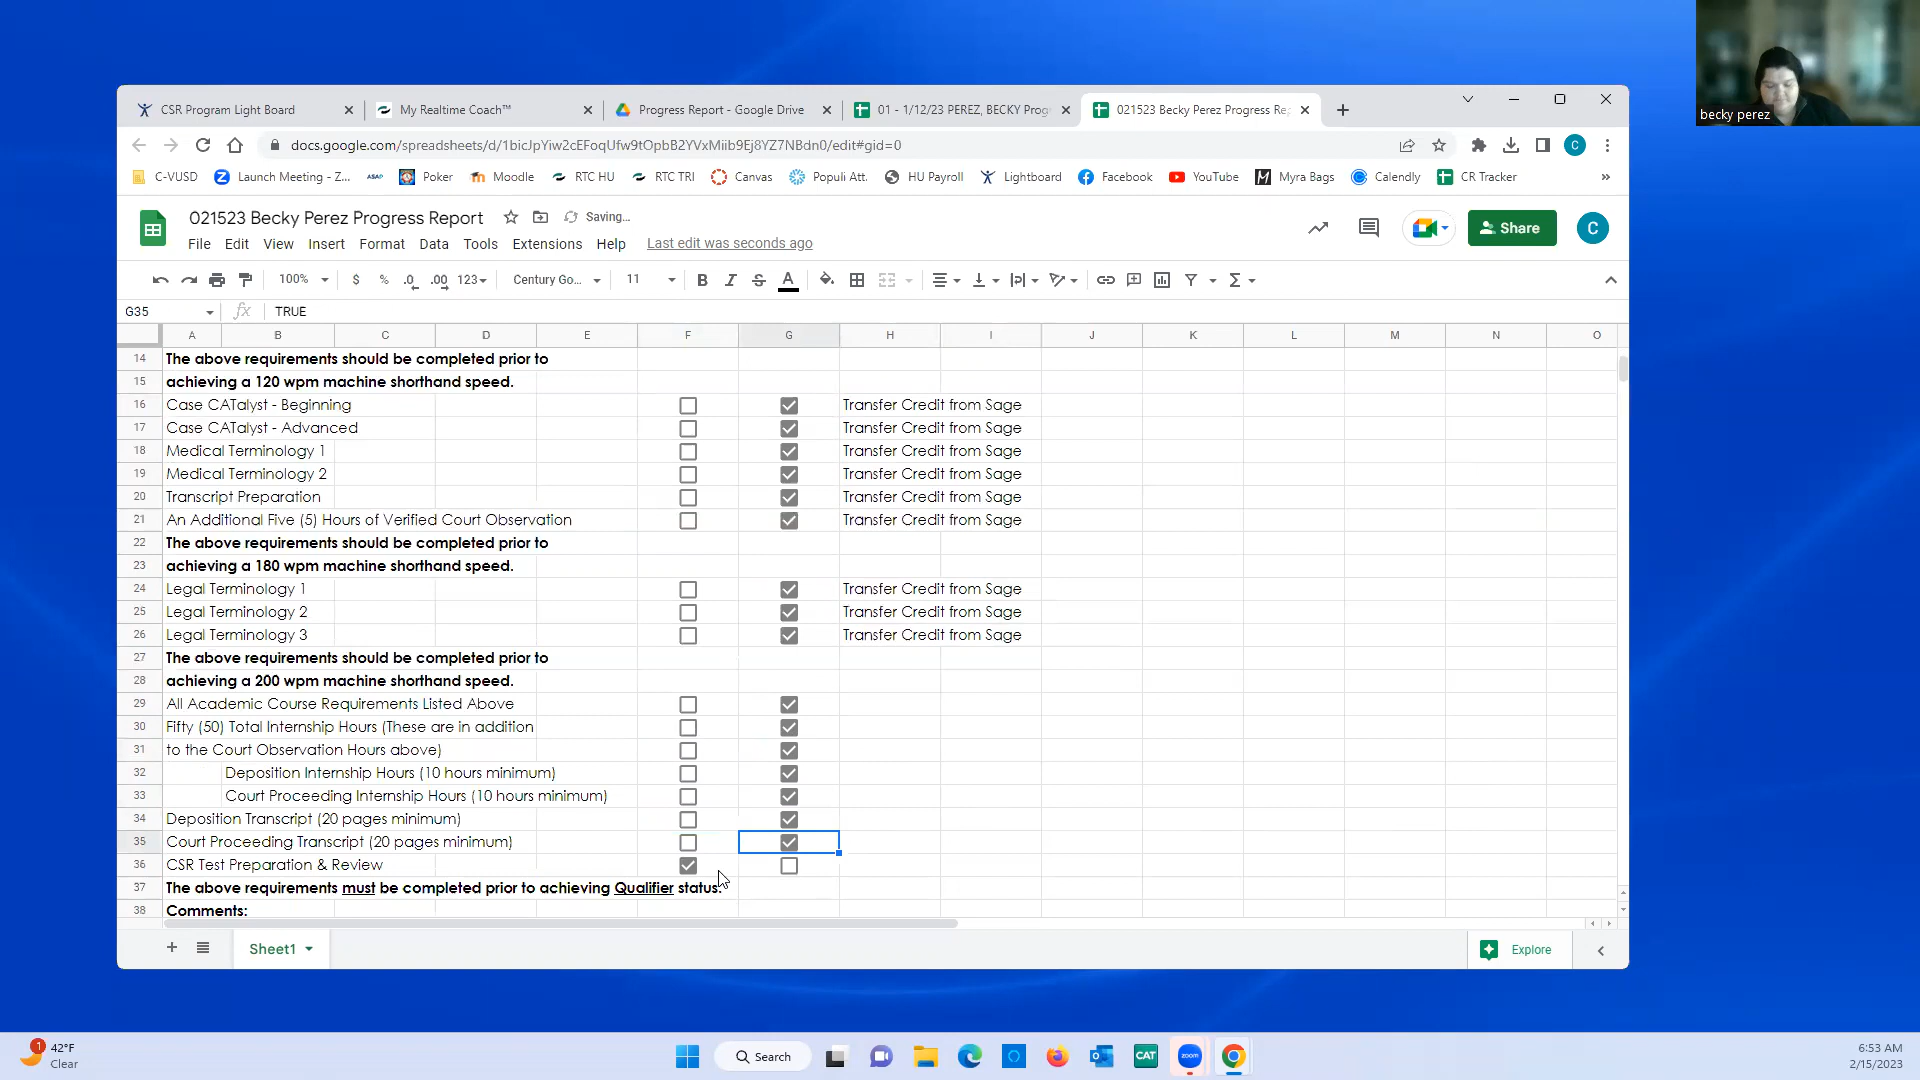 becky perez
CSR Program Light Board
My Realtime Coach™
Progress Report - Google Drive
01 - 1/12/23 PEREZ, BECKY Prog
021523 Becky Perez Progress Re
docs.google.com/spreadsheets/d/1bicJpYiw2cEFoqUfw9tOpbB2YVxMiib9Ej8YZ7NBdn0/edit#gid=0
C-VUSD
Launch Meeting - Z...
Poker
Moodle
RTC HU
RTC TRI
Canvas
Populi Att.
HU Payroll
Lightboard
Facebook
YouTube
Myra Bags
Calendly
CR Tracker
021523 Becky Perez Progress Report
Saving...
File Edit View Insert Format Data Tools Extensions Help Last edit was seconds ago
Share
C
100% $ % .0 .00 123 Century Go... 11 B I S A
G35 fx TRUE
A B C D E F G H I J K L M N O
14 The above requirements should be completed prior to
15 achieving a 120 wpm machine shorthand speed.
16 Case CATalyst - Beginning Transfer Credit from Sage
17 Case CATalyst - Advanced Transfer Credit from Sage
18 Medical Terminology 1 Transfer Credit from Sage
19 Medical Terminology 2 Transfer Credit from Sage
20 Transcript Preparation Transfer Credit from Sage
21 An Additional Five (5) Hours of Verified Court Observation Transfer Credit from Sage
22 The above requirements should be completed prior to
23 achieving a 180 wpm machine shorthand speed.
24 Legal Terminology 1 Transfer Credit from Sage
25 Legal Terminology 2 Transfer Credit from Sage
26 Legal Terminology 3 Transfer Credit from Sage
27 The above requirements should be completed prior to
28 achieving a 200 wpm machine shorthand speed.
29 All Academic Course Requirements Listed Above
30 Fifty (50) Total Internship Hours (These are in addition
31 to the Court Observation Hours above)
32 Deposition Internship Hours (10 hours minimum)
33 Court Proceeding Internship Hours (10 hours minimum)
34 Deposition Transcript (20 pages minimum)
35 Court Proceeding Transcript (20 pages minimum)
36 CSR Test Preparation & Review
37 The above requirements must be completed prior to achieving Qualifier status.
38 Comments:
Sheet1
Explore
1
42°F
Clear
Search
CAT
zoom
6:53 AM
2/15/2023